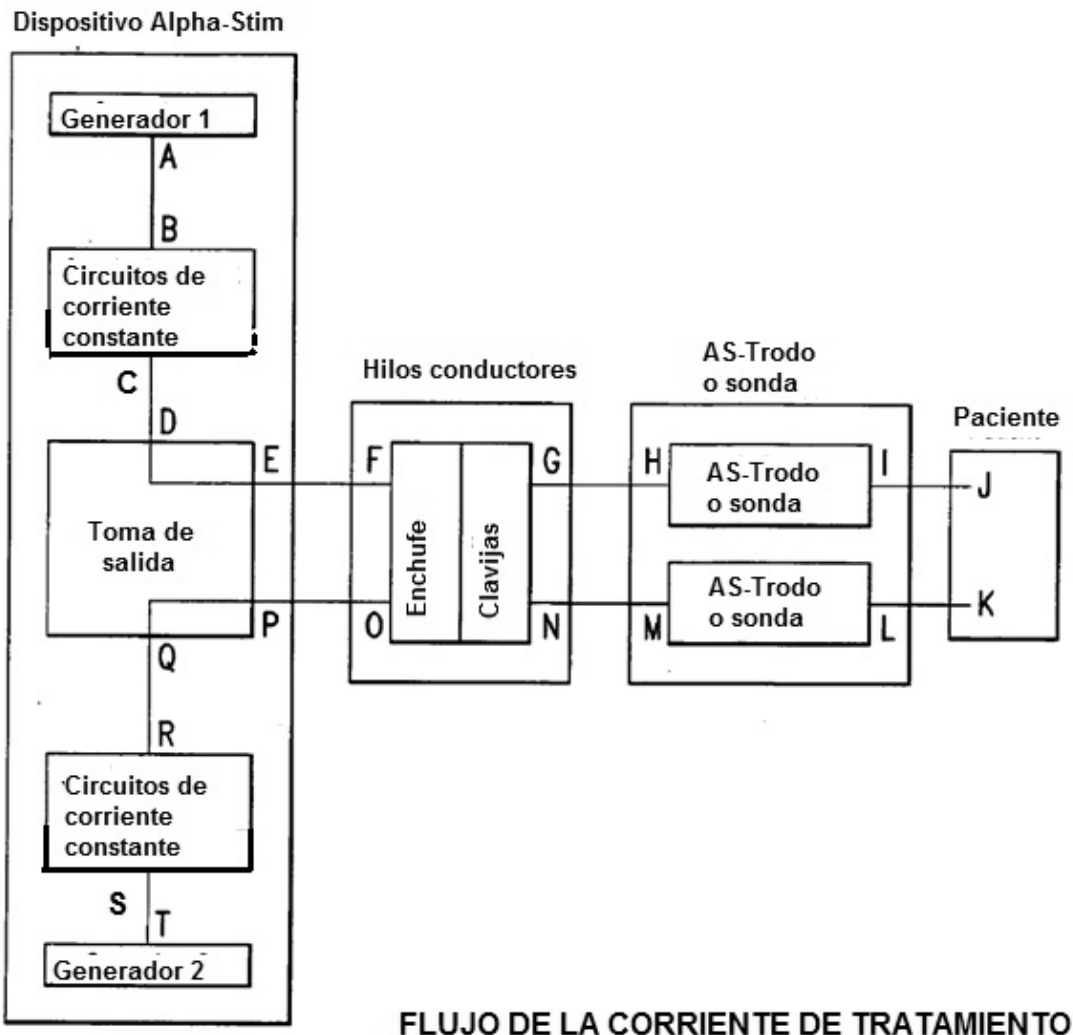 Dispositivo Alpha-Stim
Generador 1
A
B
Circuitos de
corriente
constante
C
D
Toma de
salida
E
P
Q
R
Circuitos de
corriente
constante
S
T
Generador 2
Hilos conductores
F
O
Enchufe
Clavijas
G
N
AS-Trodo
o sonda
H
AS-Trodo
o sonda
I
M
AS-Trodo
o sonda
L
Paciente
J
K
FLUJO DE LA CORRIENTE DE TRATAMIENTO